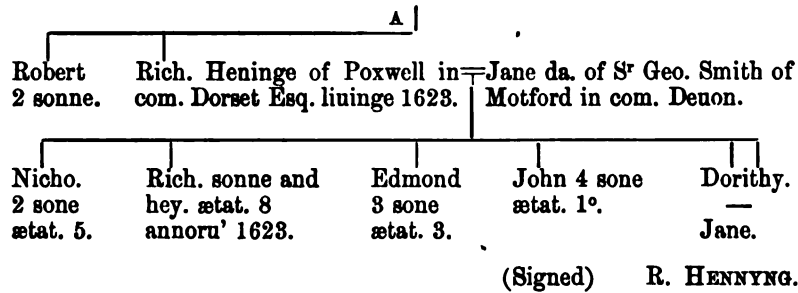 A
Robert Rich. Heninge of Poxwell in Jane da. of Sr Geo. Smith of
2 sonne. com. Dorset Esq. liuinge 1623. Motford in com. Deuon.
Nicho. Rich. sonne and Edmond John 4 sone Dorithy.
2 sone hey. ætat. 8 3 sone ætat. 1º. —
ætat. 5. annoru' 1623. ætat. 3. Jane.
(Signed) R. HENNYNG.